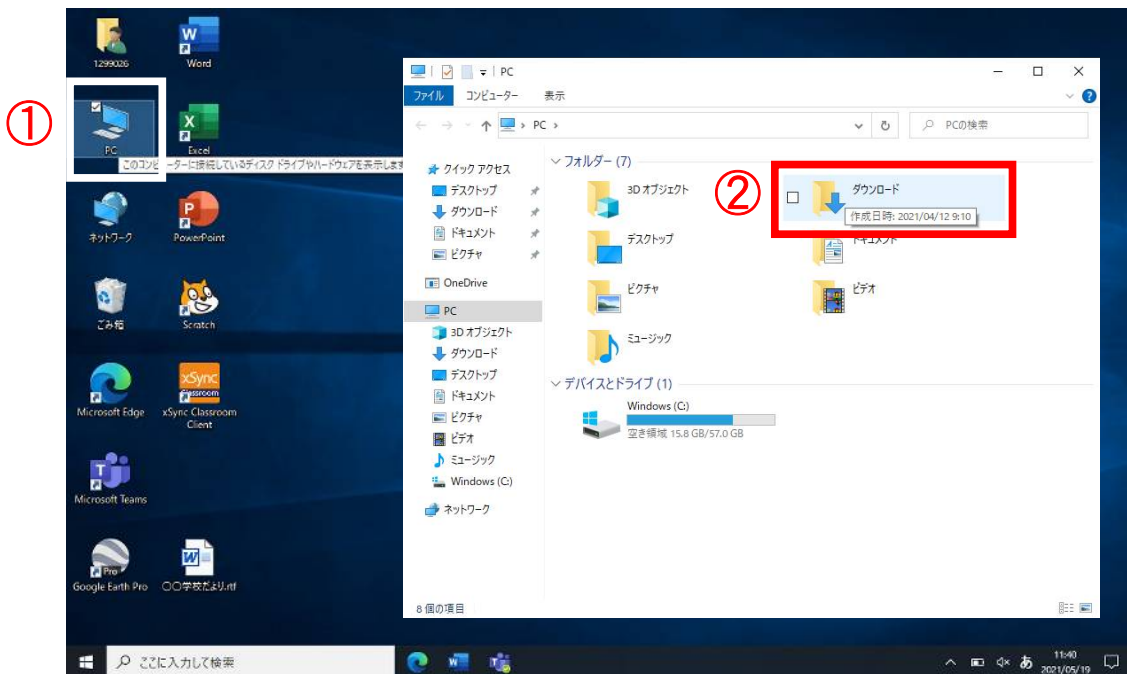 ①
1299026
Word
PC
Excel
このコンピ
ーターに接続しているディスク ドライブやハードウェアを表示します
ネットワーク
PowerPoint
ごみ箱
Scratch
Microsoft Edge
xSync
Classroom
xSync Classroom
Client
Microsoft Teams
Pro
Google Earth Pro
〇〇学校だより.rtf
PC
ファイル コンピューター 表示
PC
PCの検索
クイック アクセス
デスクトップ
ダウンロード
ドキュメント
ピクチャ
OneDrive
PC
3D オブジェクト
ダウンロード
デスクトップ
ドキュメント
ピクチャ
ビデオ
ミュージック
Windows (C:)
ネットワーク
フォルダー (7)
3D オブジェクト
②
ダウンロード
作成日時: 2021/04/12 9:10
デスクトップ
ドキュメント
ピクチャ
ビデオ
ミュージック
デバイスとドライブ (1)
Windows (C:)
空き領域 15.8 GB/57.0 GB
8 個の項目
ここに入力して検索
あ
11:40
2021/05/19